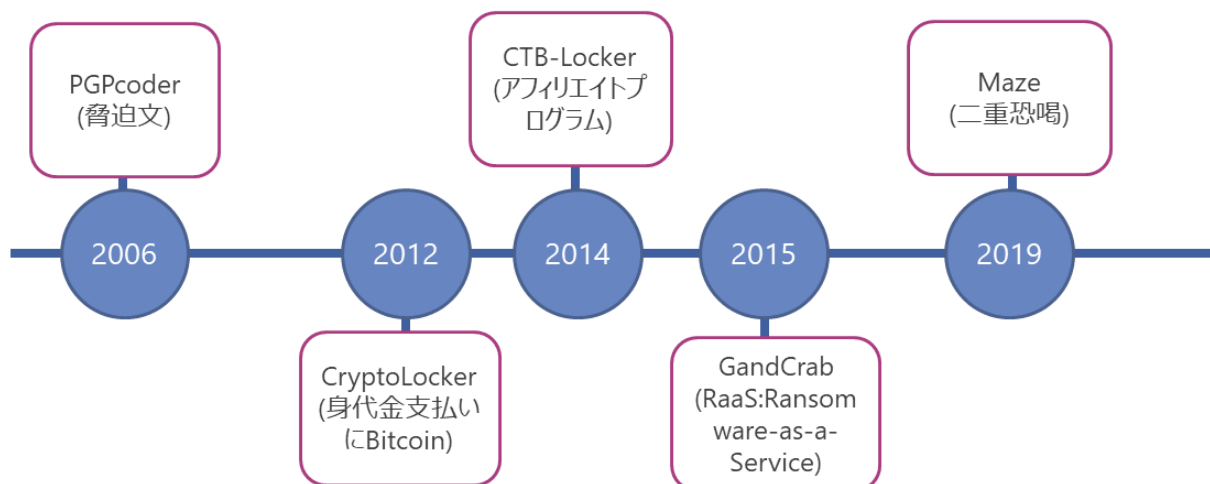 PGPcoder
(脅迫文)
CTB-Locker
(アフィリエイトプ
ログラム)
Maze
(二重恐喝)
2006
2012
2014
2015
2019
CryptoLocker
(身代金支払い
にBitcoin)
GandCrab
(RaaS:Ransom
ware-as-a-
Service)